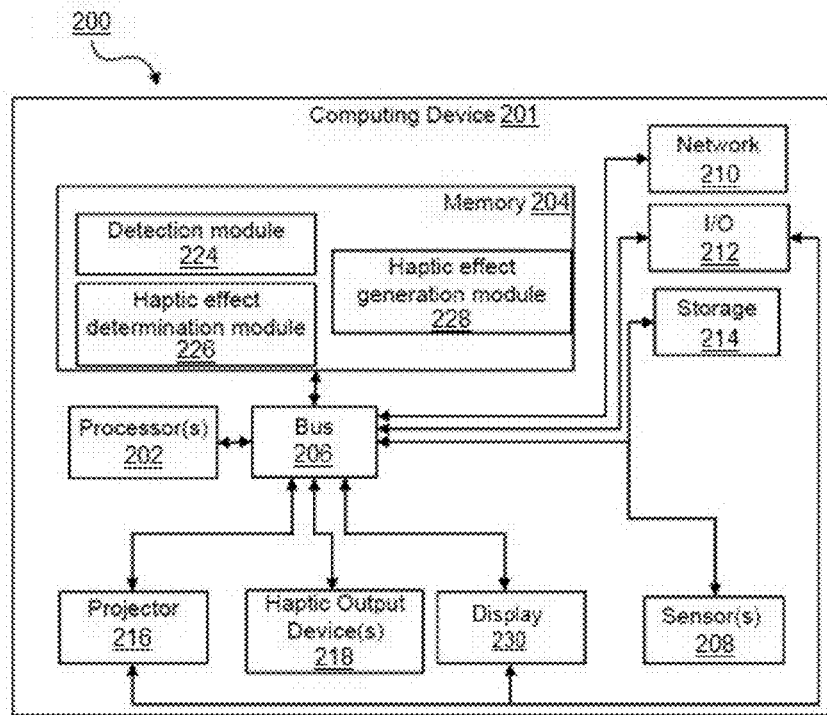 200
Computing Device 201
Network
210
Memory 204
I/O
212
Detection module
224
Haptic effect
generation module
228
Haptic effect
determination module
226
Storage
214
Processor(s)
202
Bus
206
Projector
216
Haptic Output
Device(s)
218
Display
230
Sensor(s)
208